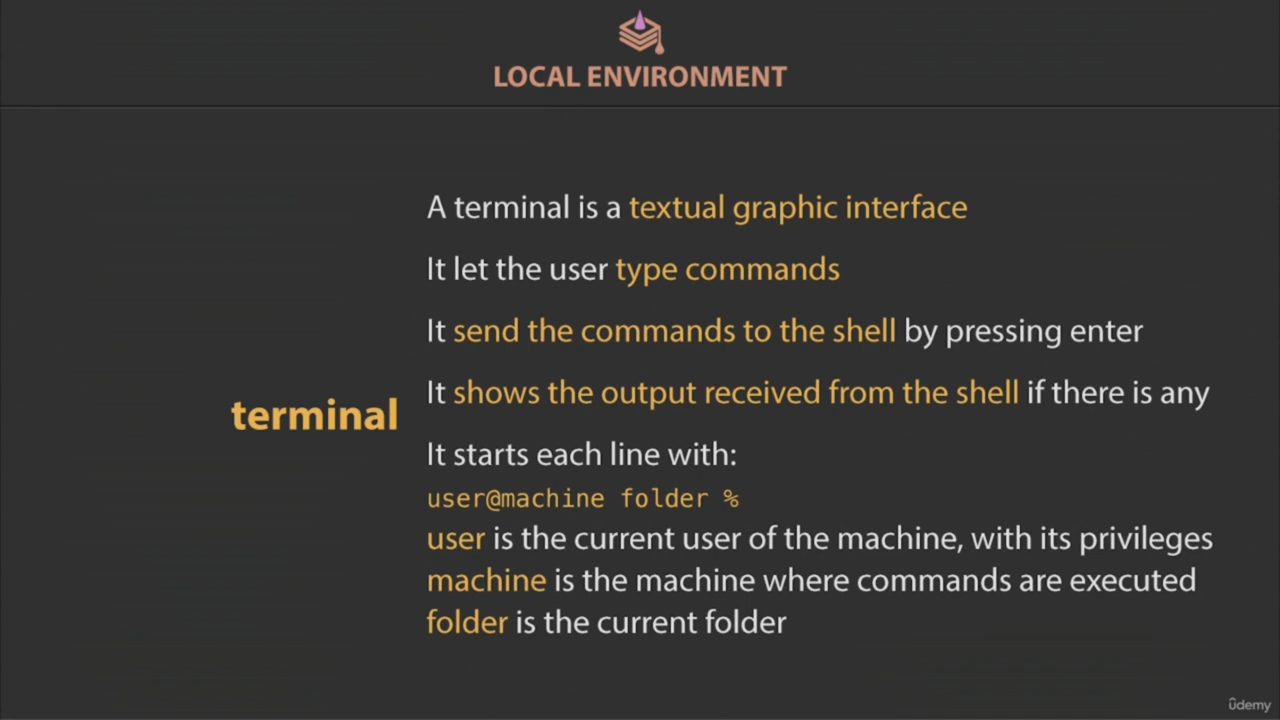 LOCAL ENVIRONMENT
A terminal is a textual graphic interface
It let the user type commands
It send the commands to the shell by pressing enter
It shows the output received from the shell if there is any
terminal
It starts each line with:
user@machine folder %
user is the current user of the machine, with its privileges
machine is the machine where commands are executed
folder is the current folder
ûdemy